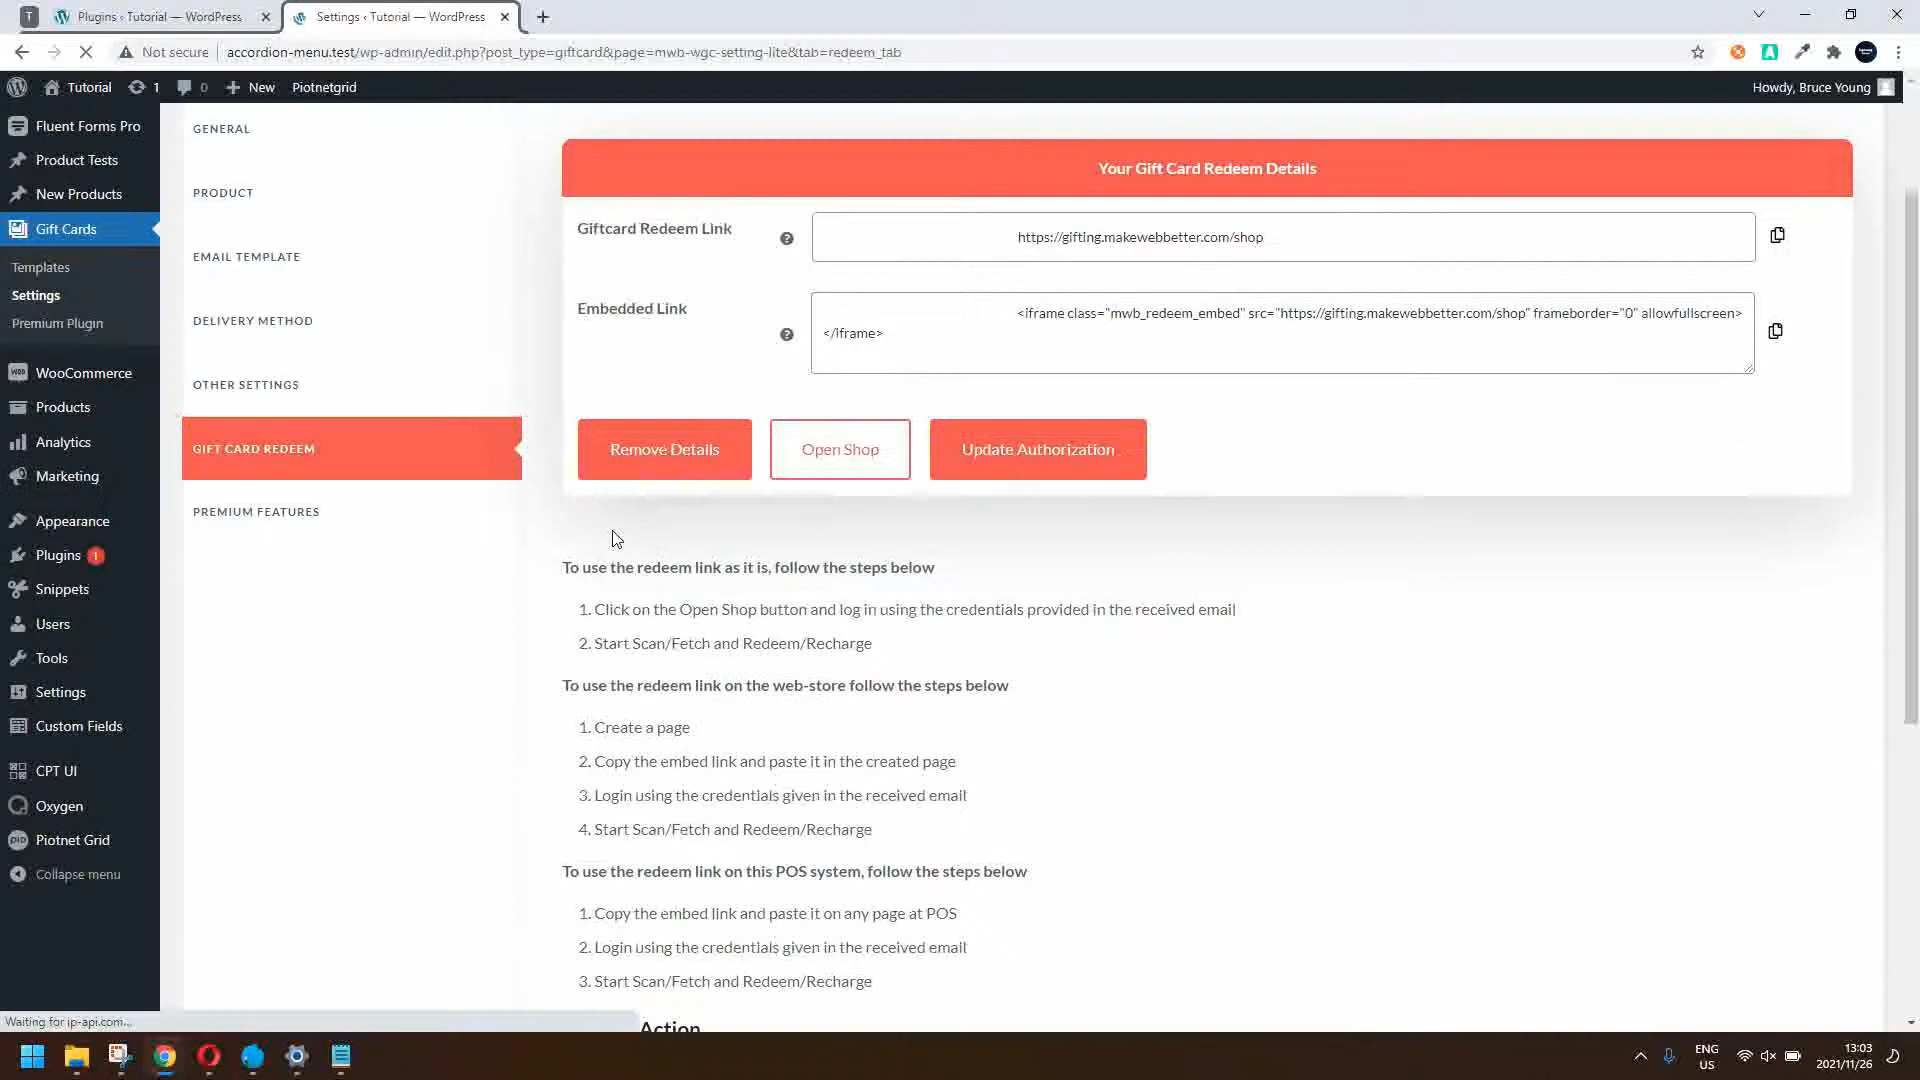 T
Plugins ‹ Tutorial — WordPress
Settings ‹ Tutorial — WordPress
Not secure
accordion-menu.test/wp-admin/edit.php?post_type=giftcard&page=mwb-wgc-setting-lite&tab=redeem_tab
Tutorial
1
0
New
Piotnetgrid
Howdy, Bruce Young
Fluent Forms Pro
Product Tests
New Products
Gift Cards
Templates
Settings
Premium Plugin
WooCommerce
Products
Analytics
Marketing
Appearance
Plugins 1
Snippets
Users
Tools
Settings
Custom Fields
CPT UI
Oxygen
Piotnet Grid
Collapse menu
GENERAL
PRODUCT
EMAIL TEMPLATE
DELIVERY METHOD
OTHER SETTINGS
GIFT CARD REDEEM
PREMIUM FEATURES
Your Gift Card Redeem Details
Giftcard Redeem Link
https://gifting.makewebbetter.com/shop
Embedded Link
<iframe class="mwb_redeem_embed" src="https://gifting.makewebbetter.com/shop" frameborder="0" allowfullscreen>
</iframe>
Remove Details
Open Shop
Update Authorization
To use the redeem link as it is, follow the steps below
1. Click on the Open Shop button and log in using the credentials provided in the received email
2. Start Scan/Fetch and Redeem/Recharge
To use the redeem link on the web-store follow the steps below
1. Create a page
2. Copy the embed link and paste it in the created page
3. Login using the credentials given in the received email
4. Start Scan/Fetch and Redeem/Recharge
To use the redeem link on this POS system, follow the steps below
1. Copy the embed link and paste it on any page at POS
2. Login using the credentials given in the received email
3. Start Scan/Fetch and Redeem/Recharge
Action
Waiting for ip-api.com...
ENG
US
13:03
2021/11/26